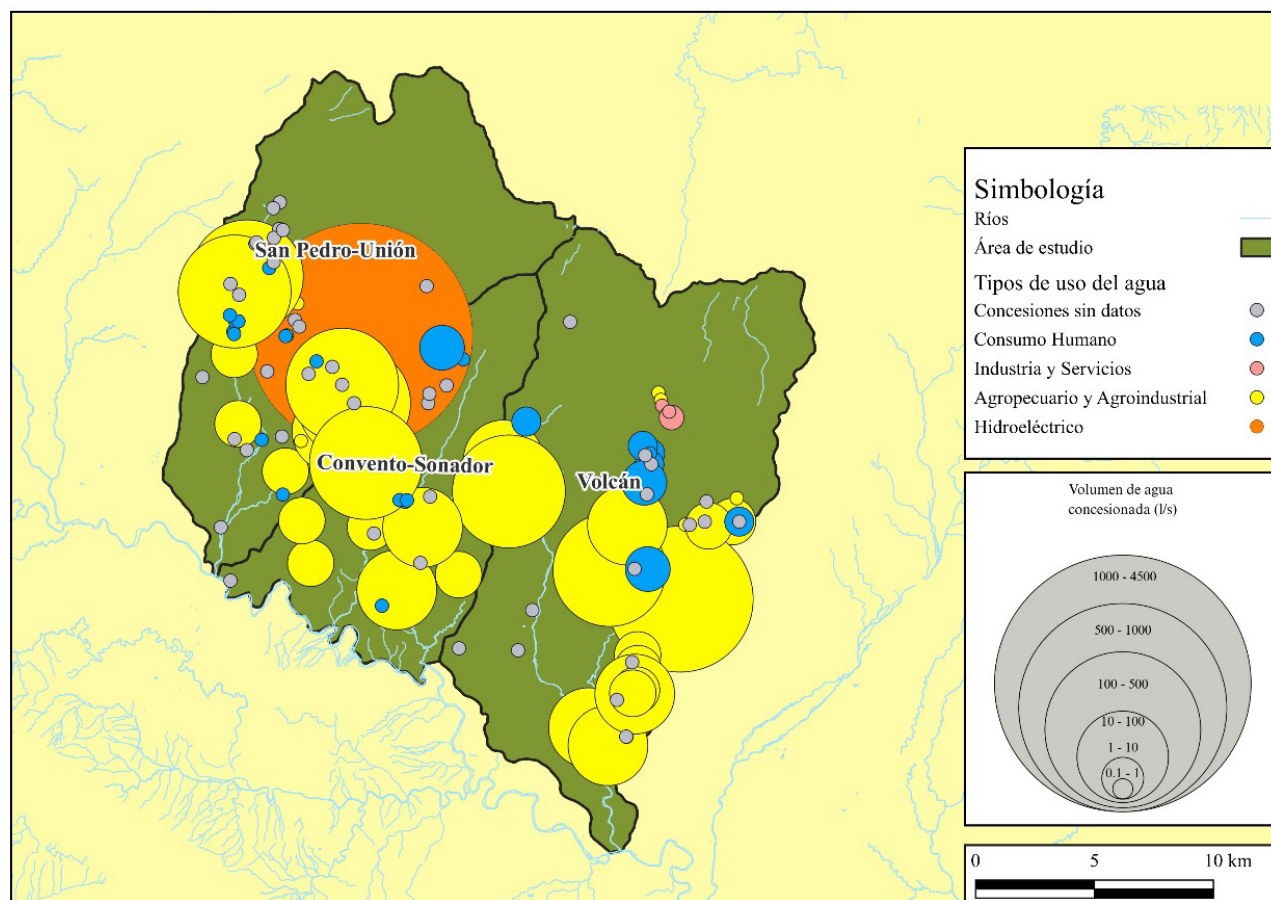 San Pedro-Unión
Convento-Sonador
Volcán
Simbología
Ríos
Área de estudio
Tipos de uso del agua
Concesiones sin datos
Consumo Humano
Industria y Servicios
Agropecuario y Agroindustrial
Hidroeléctrico
Volumen de agua
concesionada (l/s)
1000 - 4500
500 - 1000
100 - 500
10 - 100
1 - 10
0.1 - 1
0 5 10 km